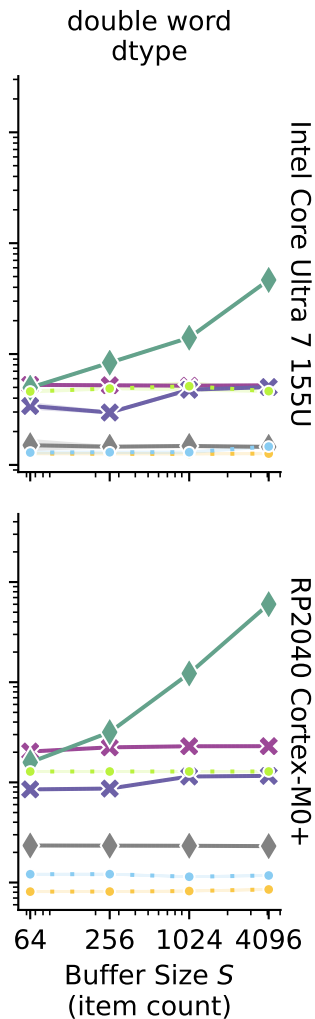 double word
dtype
Intel Core Ultra 7 155U
RP2040 Cortex-M0+
64 256 1024 4096
Buffer Size S
(item count)